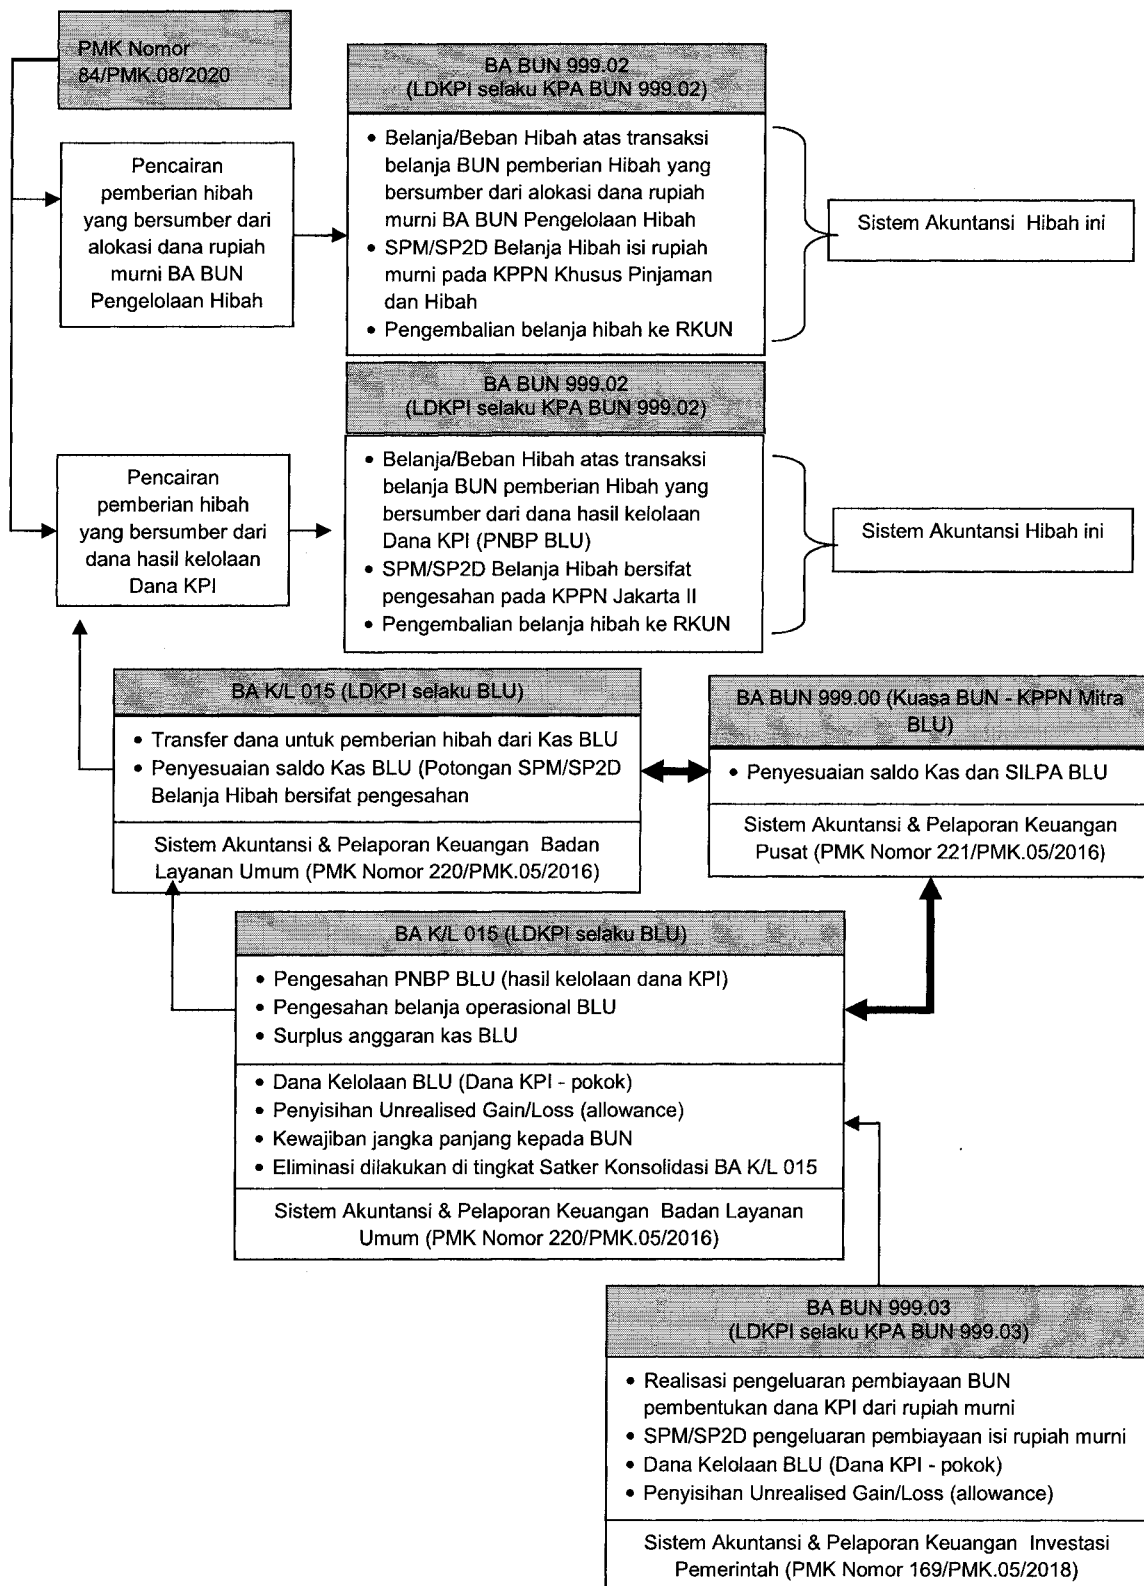 PMK Nomor
84/PMK.08/2020
BA BUN 999.02
(LDKPI selaku KPA BUN 999.02)
Pencairan
pemberian hibah
yang bersumber dari
alokasi dana rupiah
murni BA BUN
Pengelolaan Hibah
• Belanja/Beban Hibah atas transaksi
belanja BUN pemberian Hibah yang
bersumber dari alokasi dana rupiah
murni BA BUN Pengelolaan Hibah
• SPM/SP2D Belanja Hibah isi rupiah
murni pada KPPN Khusus Pinjaman
dan Hibah
• Pengembalian belanja hibah ke RKUN
Sistem Akuntansi Hibah ini
BA BUN 999.02
(LDKPI selaku KPA BUN 999.02)
Pencairan
pemberian hibah
yang bersumber dari
dana hasil kelolaan
Dana KPI
• Belanja/Beban Hibah atas transaksi
belanja BUN pemberian Hibah yang
bersumber dari dana hasil kelolaan
Dana KPI (PNBP BLU)
• SPM/SP2D Belanja Hibah bersifat
pengesahan pada KPPN Jakarta II
• Pengembalian belanja hibah ke RKUN
Sistem Akuntansi Hibah ini
BA K/L 015 (LDKPI selaku BLU)
• Transfer dana untuk pemberian hibah dari Kas BLU
• Penyesuaian saldo Kas BLU (Potongan SPM/SP2D
Belanja Hibah bersifat pengesahan
Sistem Akuntansi & Pelaporan Keuangan Badan
Layanan Umum (PMK Nomor 220/PMK.05/2016)
BA BUN 999.00 (Kuasa BUN - KPPN Mitra
BLU)
• Penyesuaian saldo Kas dan SILPA BLU
Sistem Akuntansi & Pelaporan Keuangan
Pusat (PMK Nomor 221/PMK.05/2016)
BA K/L 015 (LDKPI selaku BLU)
• Pengesahan PNBP BLU (hasil kelolaan dana KPI)
• Pengesahan belanja operasional BLU
• Surplus anggaran kas BLU
• Dana Kelolaan BLU (Dana KPI - pokok)
• Penyisihan Unrealised Gain/Loss (allowance)
• Kewajiban jangka panjang kepada BUN
• Eliminasi dilakukan di tingkat Satker Konsolidasi BA K/L 015
Sistem Akuntansi & Pelaporan Keuangan Badan Layanan
Umum (PMK Nomor 220/PMK.05/2016)
BA BUN 999.03
(LDKPI selaku KPA BUN 999.03)
• Realisasi pengeluaran pembiayaan BUN
pembentukan dana KPI dari rupiah murni
• SPM/SP2D pengeluaran pembiayaan isi rupiah murni
• Dana Kelolaan BLU (Dana KPI - pokok)
• Penyisihan Unrealised Gain/Loss (allowance)
Sistem Akuntansi & Pelaporan Keuangan Investasi
Pemerintah (PMK Nomor 169/PMK.05/2018)